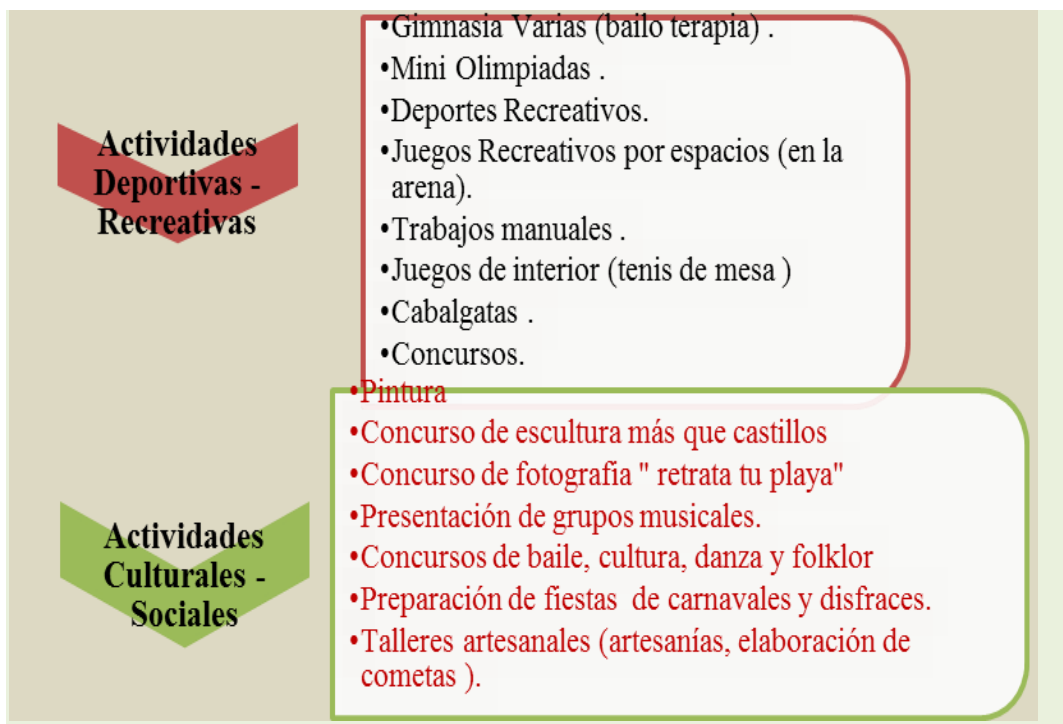 Actividades
Deportivas -
Recreativas
•Gimnasia Varias (bailo terapia) .
•Mini Olimpiadas .
•Deportes Recreativos.
•Juegos Recreativos por espacios (en la
arena).
•Trabajos manuales .
•Juegos de interior (tenis de mesa )
•Cabalgatas .
•Concursos.
Actividades
Culturales -
Sociales
•Pintura
•Concurso de escultura más que castillos
•Concurso de fotografia " retrata tu playa"
•Presentación de grupos musicales.
•Concursos de baile, cultura, danza y folklor
•Preparación de fiestas  de carnavales y disfraces.
•Talleres artesanales (artesanías, elaboración de
cometas ).